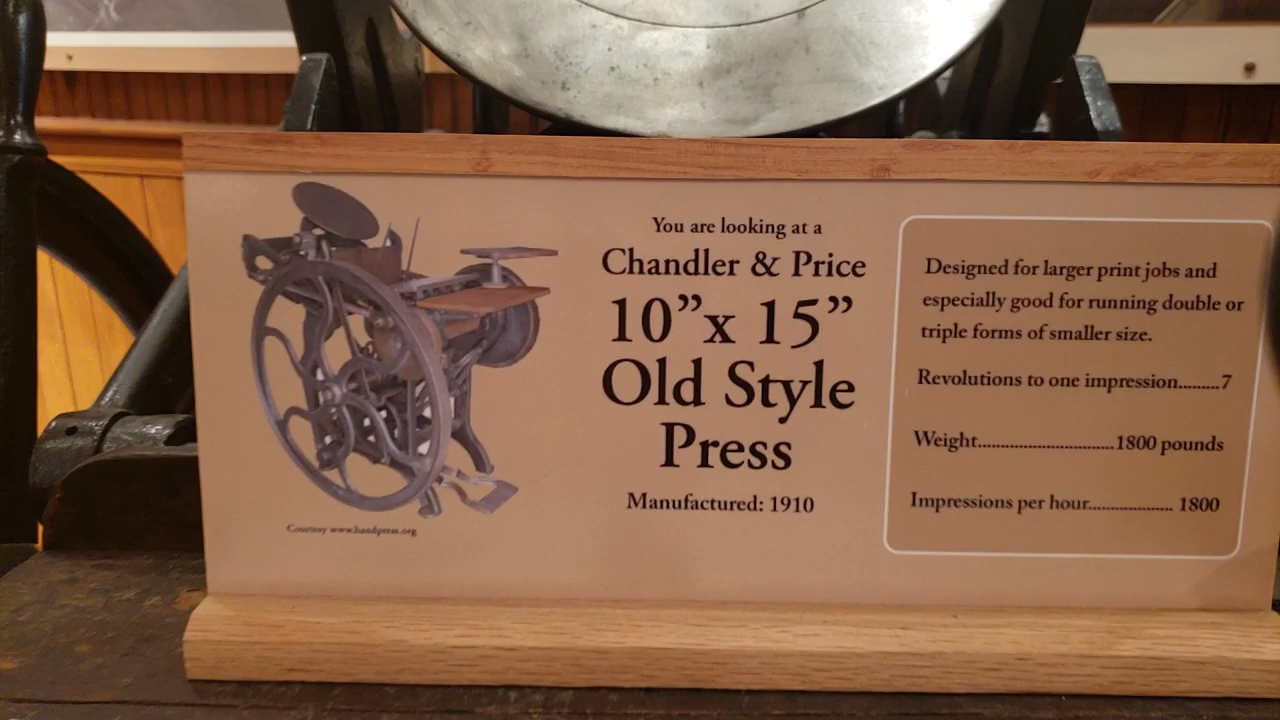 You are looking at a
Chandler & Price
10”x 15”
Old Style
Press
Manufactured: 1910
Courtesy www.handpress.org
Designed for larger print jobs and
especially good for running double or
triple forms of smaller size.
Revolutions to one impression.........7
Weight..............................1800 pounds
Impressions per hour................... 1800